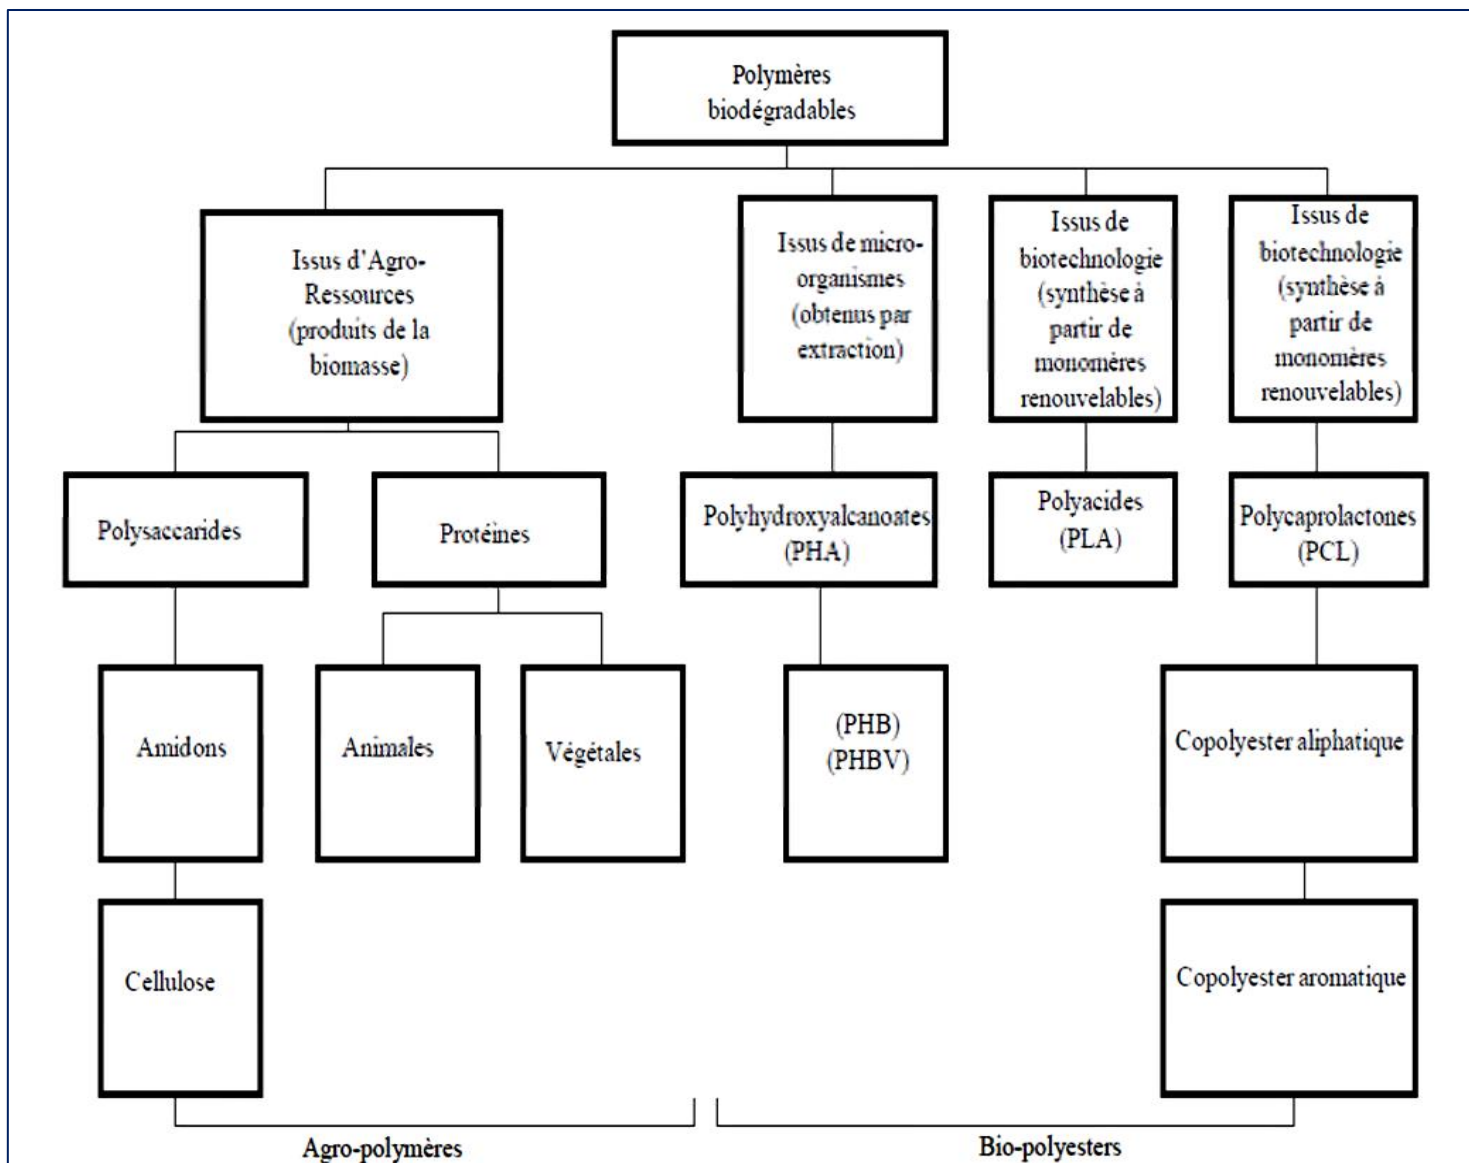 Polymères
biodégradables
Issus d'Agro-
Ressources
(produits de la
biomasse)
Issus de micro-
organismes
(obtenus par
extraction)
Issus de
biotechnologie
(synthèse à
partir de
monomères
renouvelables)
Issus de
biotechnologie
(synthèse à
partir de
monomères
renouvelables)
Polysaccarides
Protéines
Polyhydroxyalcanoates
(PHA)
Polyacides
(PLA)
Polycaprolactones
(PCL)
Amidons
Animales
Végétales
(PHB)
(PHBV)
Copolyester aliphatique
Cellulose
Copolyester aromatique
Agro-polymères
Bio-polyesters